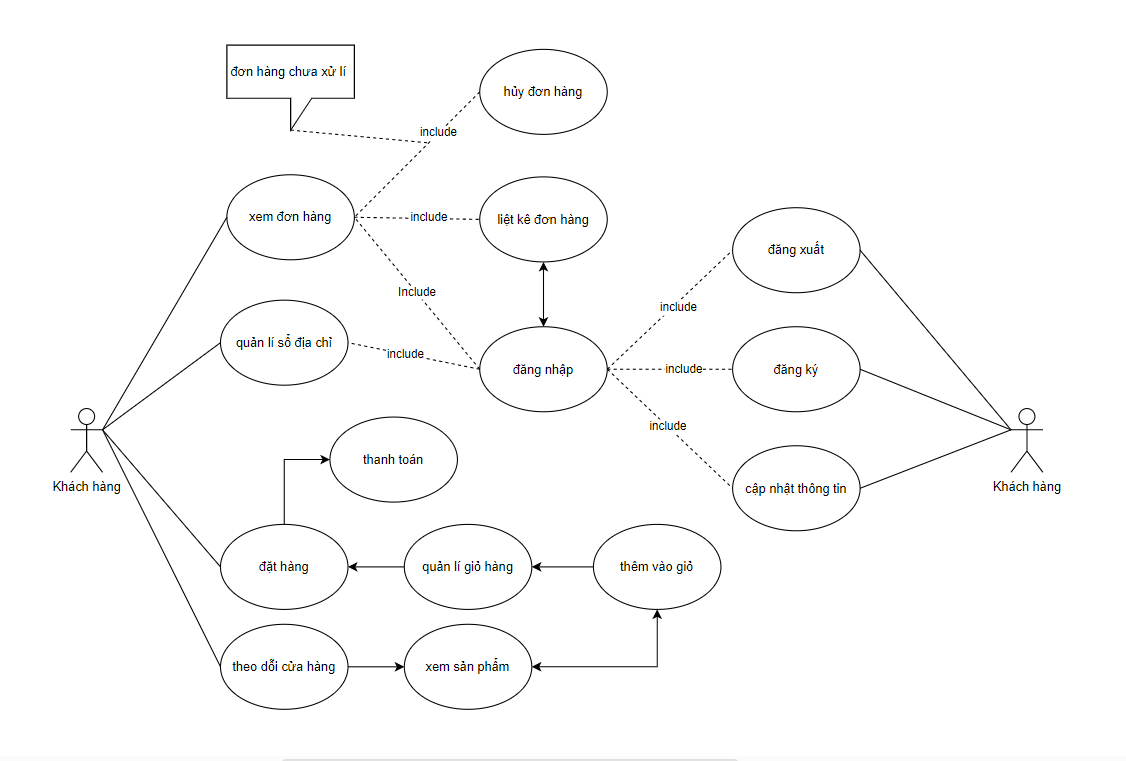 đơn hàng chưa xử lí
hủy đơn hàng
include
xem đơn hàng
include
liệt kê đơn hàng
đăng xuất
Include
include
quản lí sổ địa chỉ
include
đăng nhập
include
đăng ký
include
thanh toán
cập nhật thông tin
Khách hàng
Khách hàng
đặt hàng
quản lí giỏ hàng
thêm vào giỏ
theo dỗi cửa hàng
xem sản phẩm